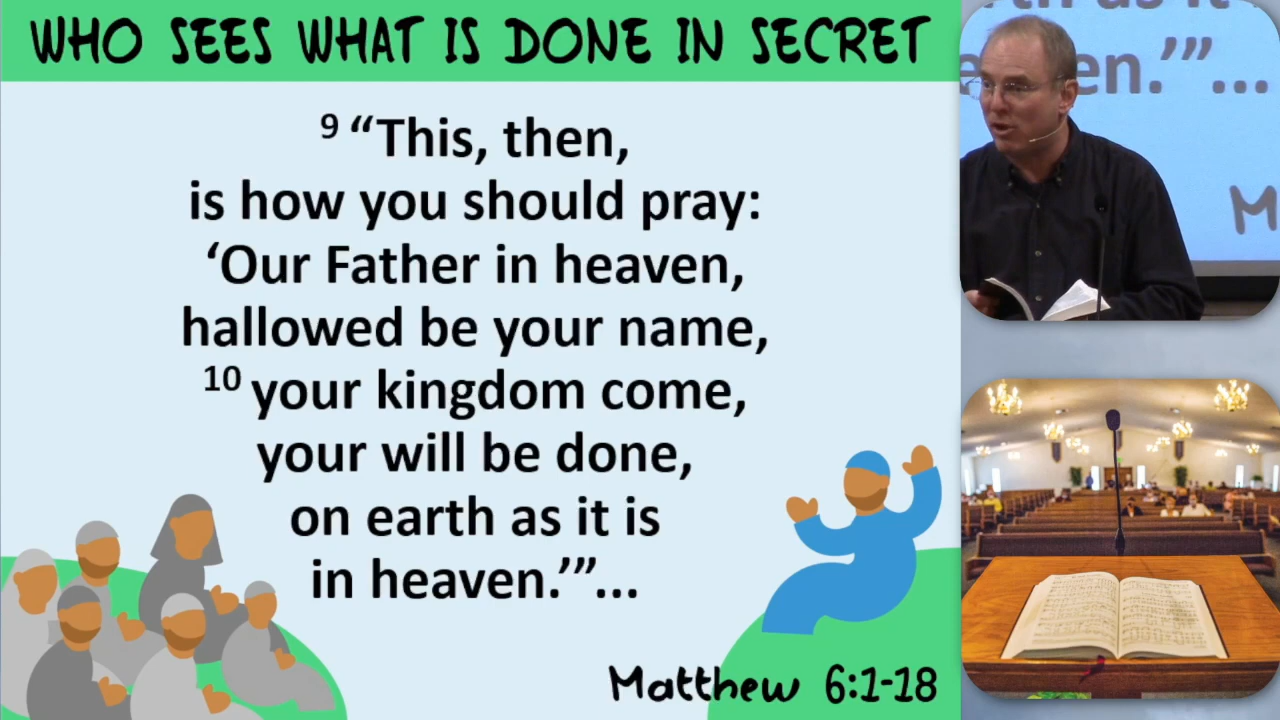 WHO SEES WHAT IS DONE IN SECRET
9 “This, then,
is how you should pray:
‘Our Father in heaven,
hallowed be your name,
10 your kingdom come,
your will be done,
on earth as it is
in heaven.’”...
Matthew 6:1-18
en.’”...
M